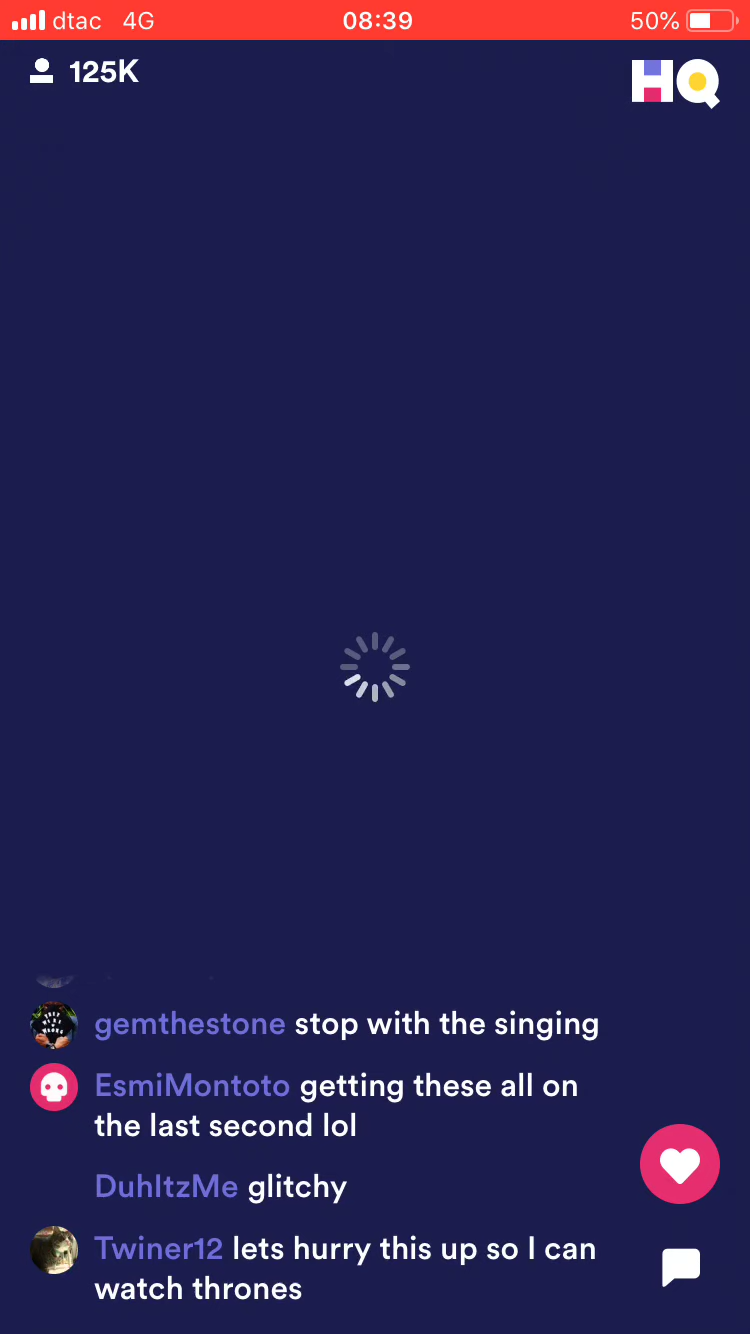 dtac 4G 08:39 50%
125K HQ
gemthestone stop with the singing
EsmiMontoto getting these all on
the last second lol
DuhItzMe glitchy
Twiner12 lets hurry this up so I can
watch thrones